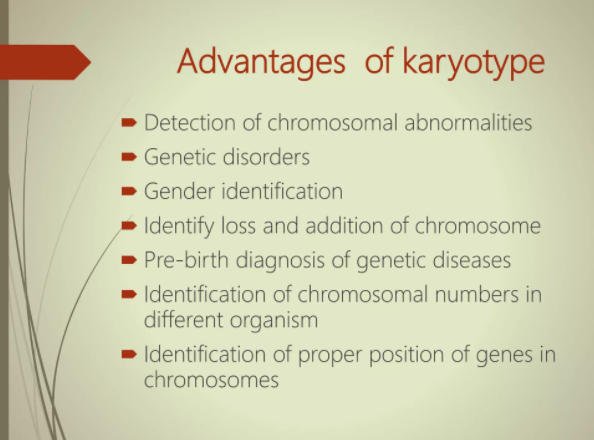 Advantages of karyotype
Detection of chromosomal abnormalities
Genetic disorders
Gender identification
Identify loss and addition of chromosome
Pre-birth diagnosis of genetic diseases
Identification of chromosomal numbers in
different organism
Identification of proper position of genes in
chromosomes